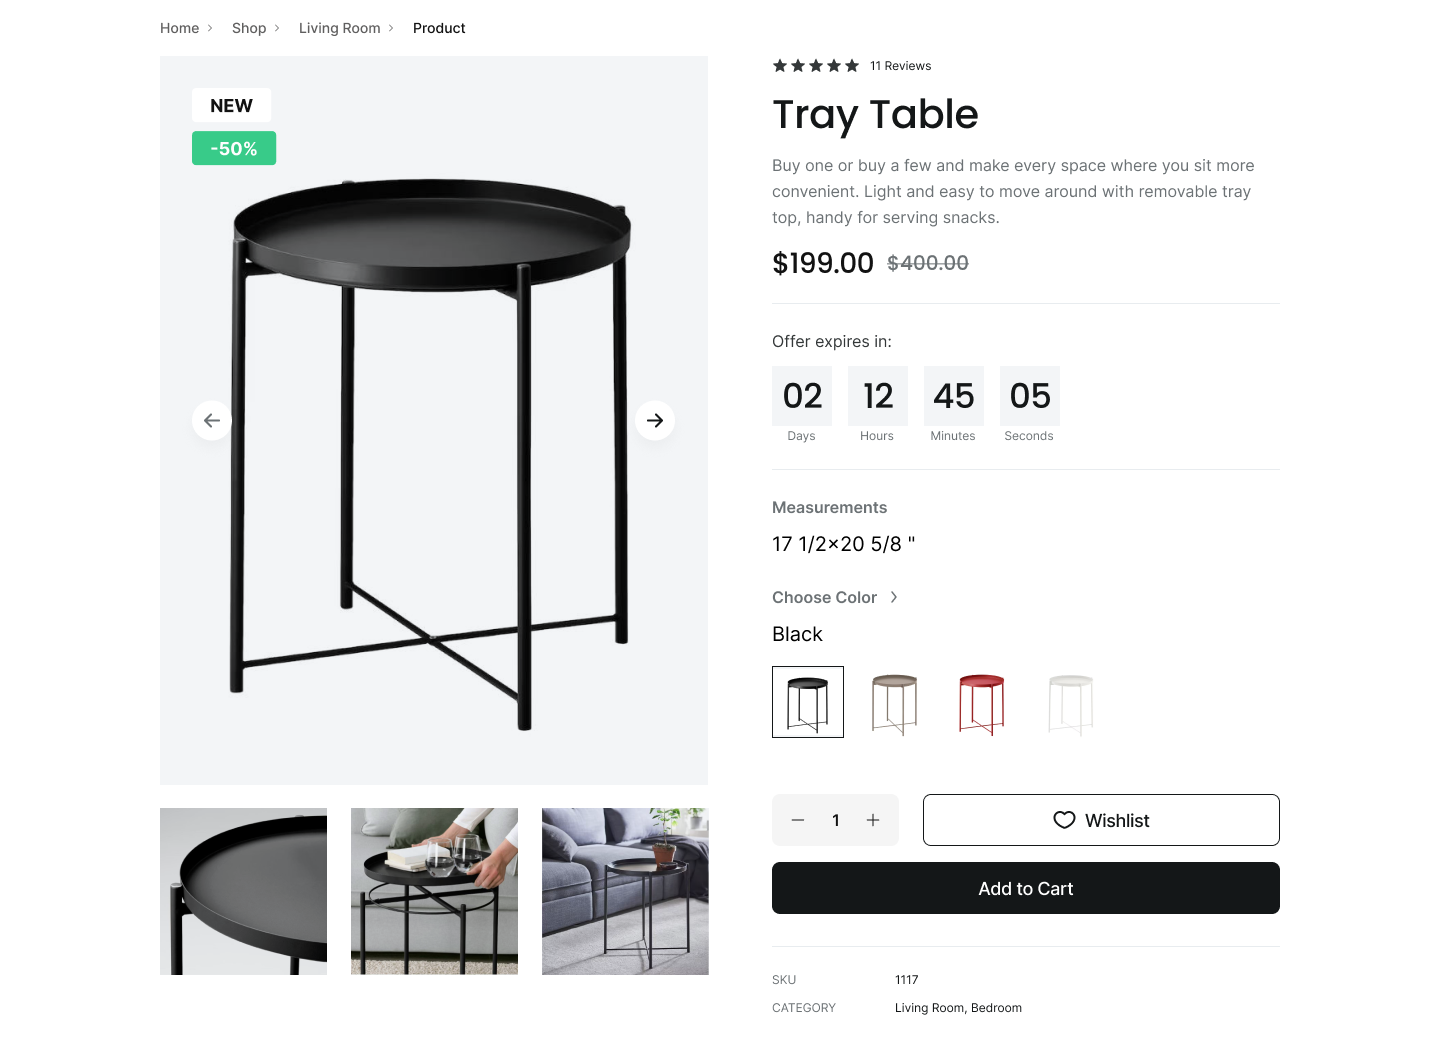 Home
Shop
Living Room
Product
NEW
-50%
11 Reviews
Tray Table
Buy one or buy a few and make every space where you sit more
convenient. Light and easy to move around with removable tray
top, handy for serving snacks.
$199.00 $400.00
Offer expires in:
02 12 45 05
Days Hours Minutes Seconds
Measurements
17 1/2×20 5/8 "
Choose Color
Black
1
Wishlist
Add to Cart
SKU 1117
CATEGORY Living Room, Bedroom